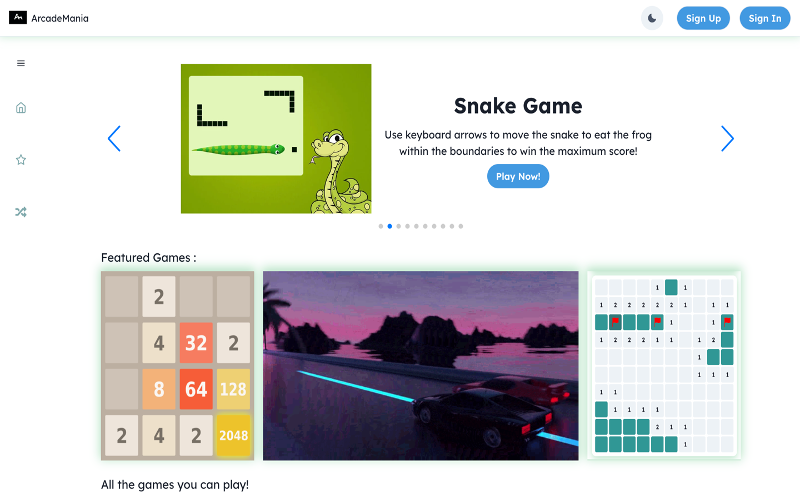 ArcadeMania
Sign Up
Sign In
Snake Game
Use keyboard arrows to move the snake to eat the frog
within the boundaries to win the maximum score!
Play Now!
Featured Games :
2
4 32 2
8 64 128
2 4 2 2048
1 1
1 2 2 2 2 2 1 1 1
1 1
1 2 2 2 2 1 1 2
1
1 1 1
1 1
1 1 1 1
2 1 1
1
All the games you can play!